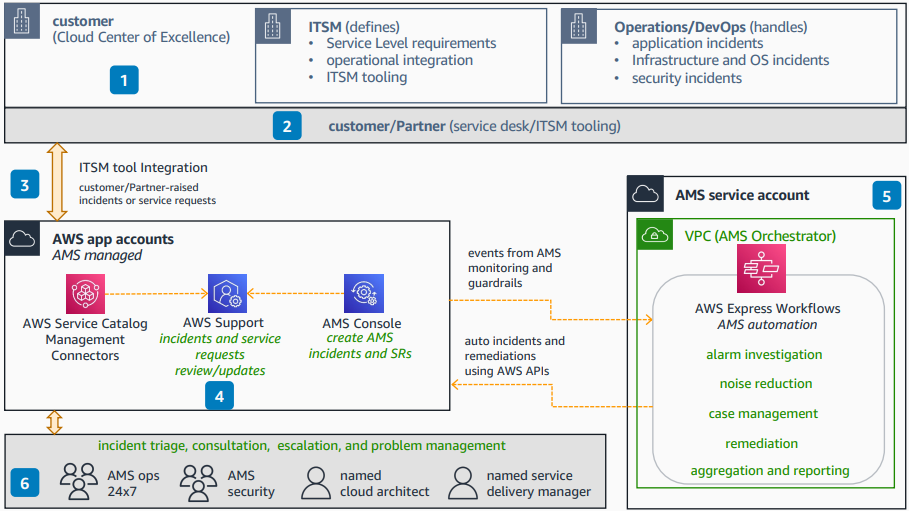 customer
(Cloud Center of Excellence)
1
ITSM (defines)
• Service Level requirements
• operational integration
• ITSM tooling
Operations/DevOps (handles)
• application incidents
• Infrastructure and OS incidents
• security incidents
2
customer/Partner (service desk/ITSM tooling)
3
ITSM tool Integration
customer/Partner-raised
incidents or service requests
AWS app accounts
AMS managed
AWS Service Catalog
Management
Connectors
AWS Support
incidents and service
requests
review/updates
4
AMS Console
create AMS
incidents and SRs
events from AMS
monitoring and
guardrails
auto incidents and
remediations
using AWS APIs
AMS service account
5
VPC (AMS Orchestrator)
AWS Express Workflows
AMS automation
alarm investigation
noise reduction
case management
remediation
aggregation and reporting
incident triage, consultation, escalation, and problem management
6
AMS ops
24x7
AMS
security
named
cloud architect
named service
delivery manager